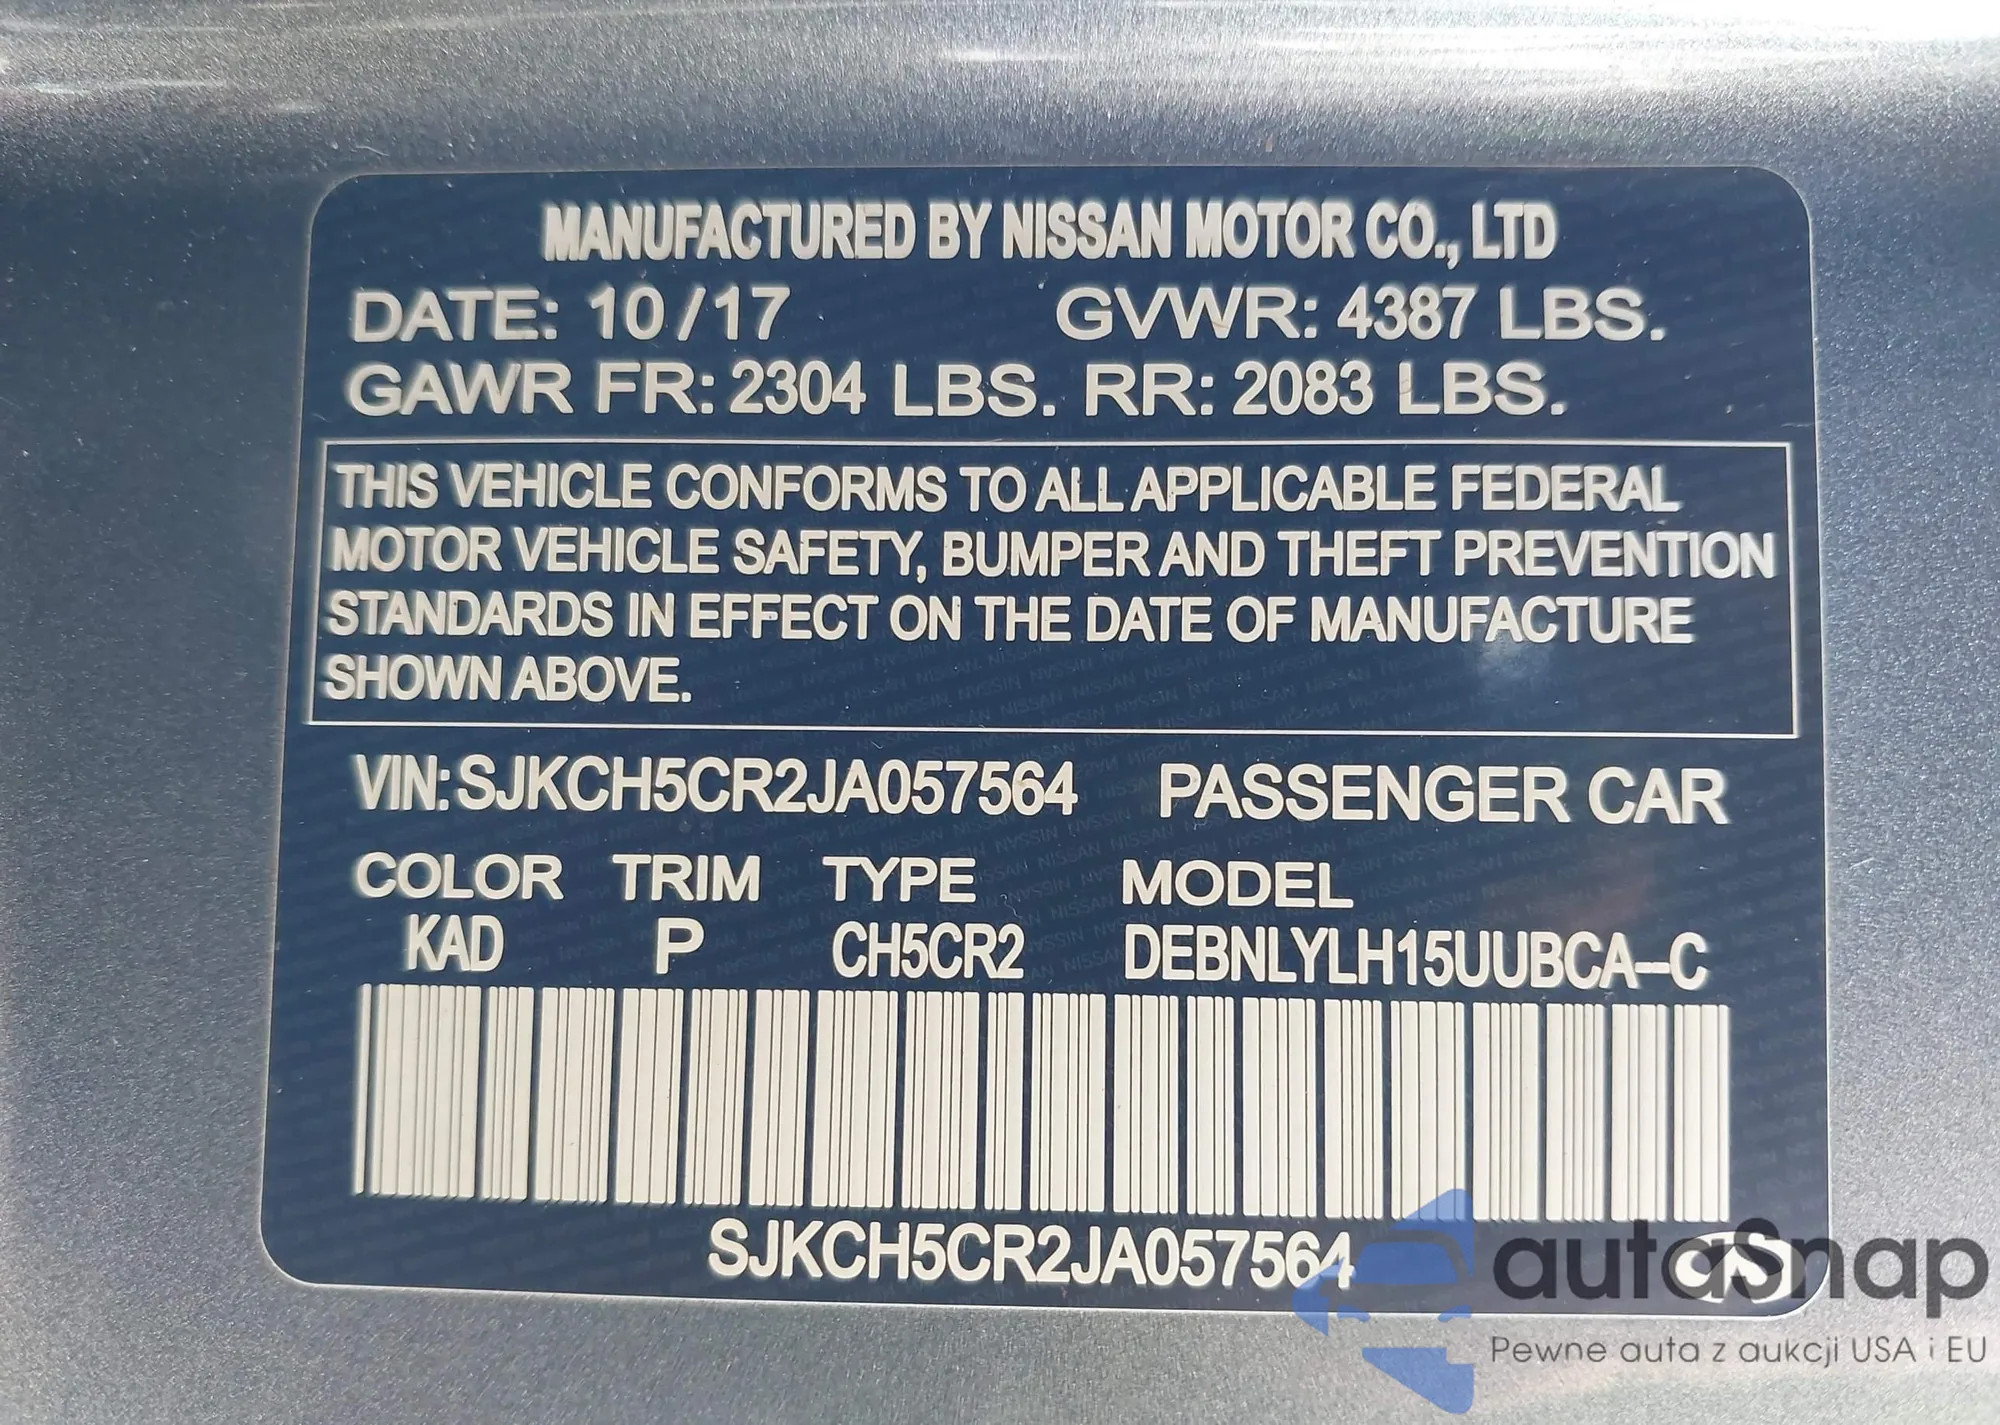 MANUFACTURED BY NISSAN MOTOR CO., LTD
DATE: 10/17 GVWR: 4387 LBS.
GAWR FR: 2304 LBS. RR: 2083 LBS.
THIS VEHICLE CONFORMS TO ALL APPLICABLE FEDERAL
MOTOR VEHICLE SAFETY, BUMPER AND THEFT PREVENTION
STANDARDS IN EFFECT ON THE DATE OF MANUFACTURE
SHOWN ABOVE.
VIN: SJKCH5CR2JA057564 PASSENGER CAR
COLOR TRIM TYPE MODEL
KAD P CH5CR2 DEBNLYLH15UUBCA-C
SJKCH5CR2JA057564
autoSnap
Pewne auta z aukcji USA i EU